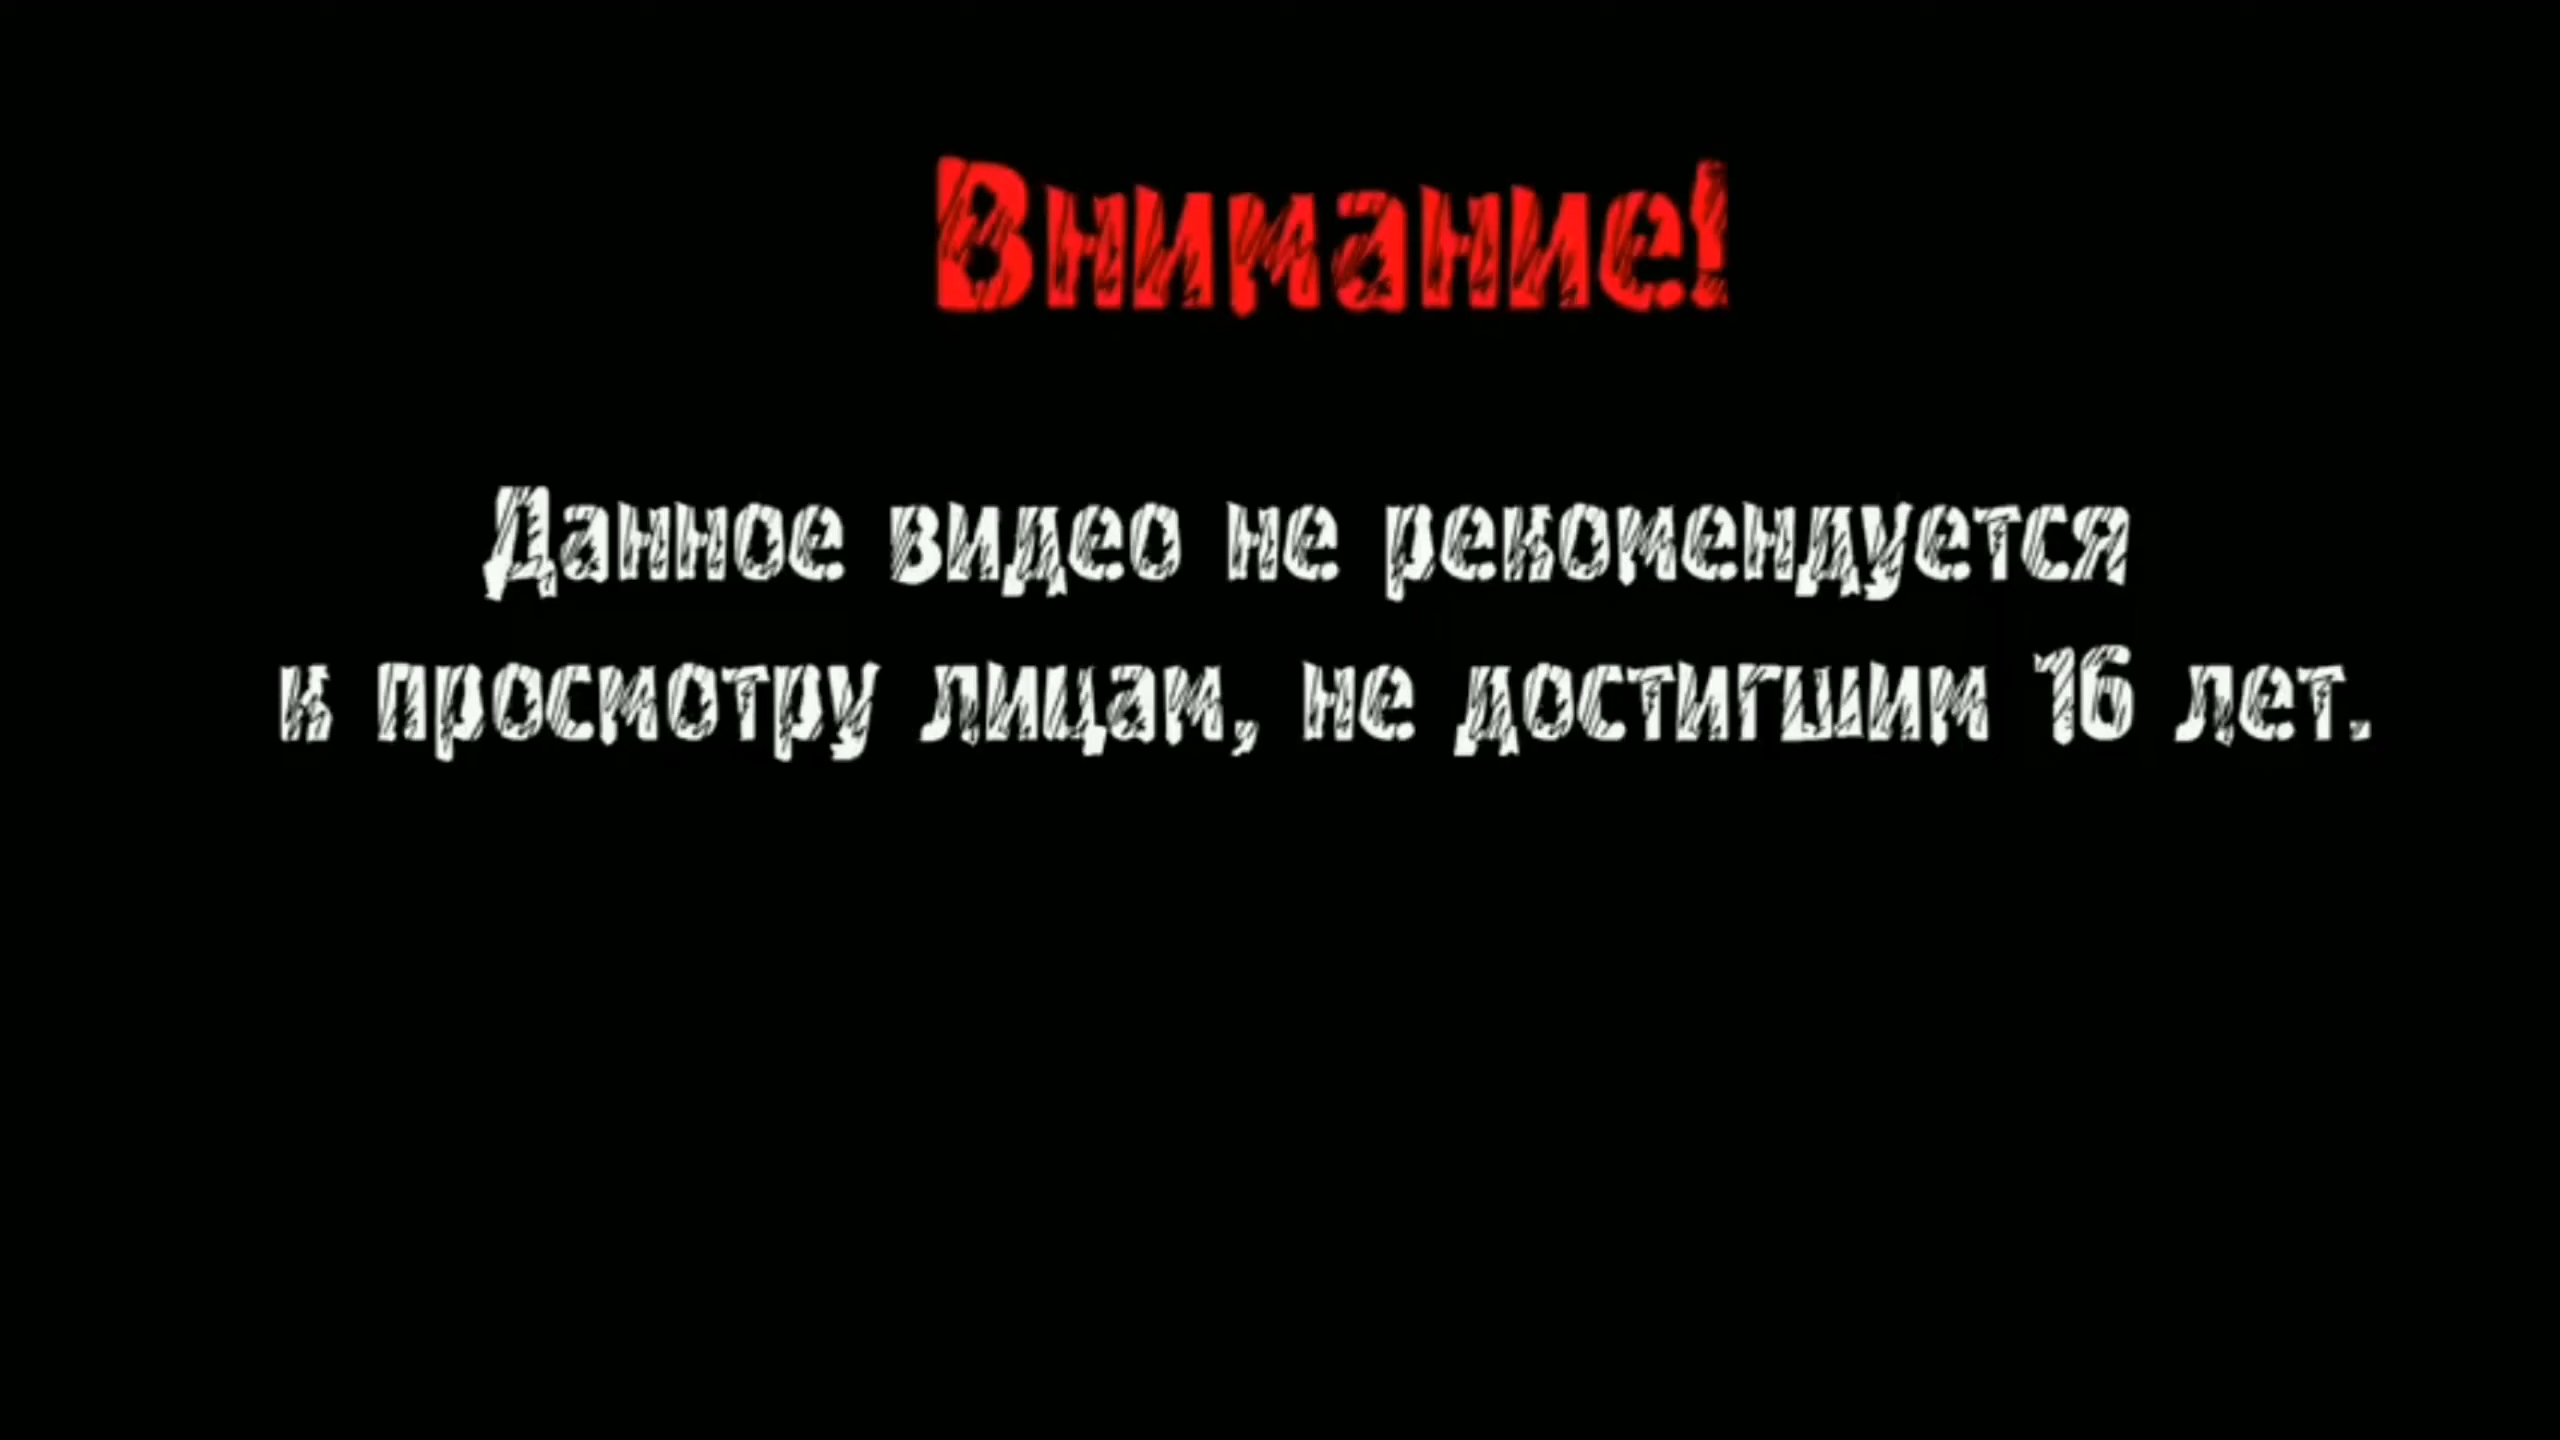 Внимание!
Данное видео не рекомендуется
к просмотру лицам, не достигшим 16 лет.